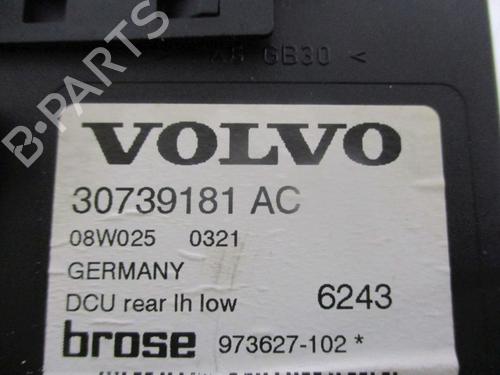 GB30 <
VOLVO
30739181 AC
08W025 0321
GERMANY
DCU rear lh low 6243
brose 973627-102 *
B-PARTS